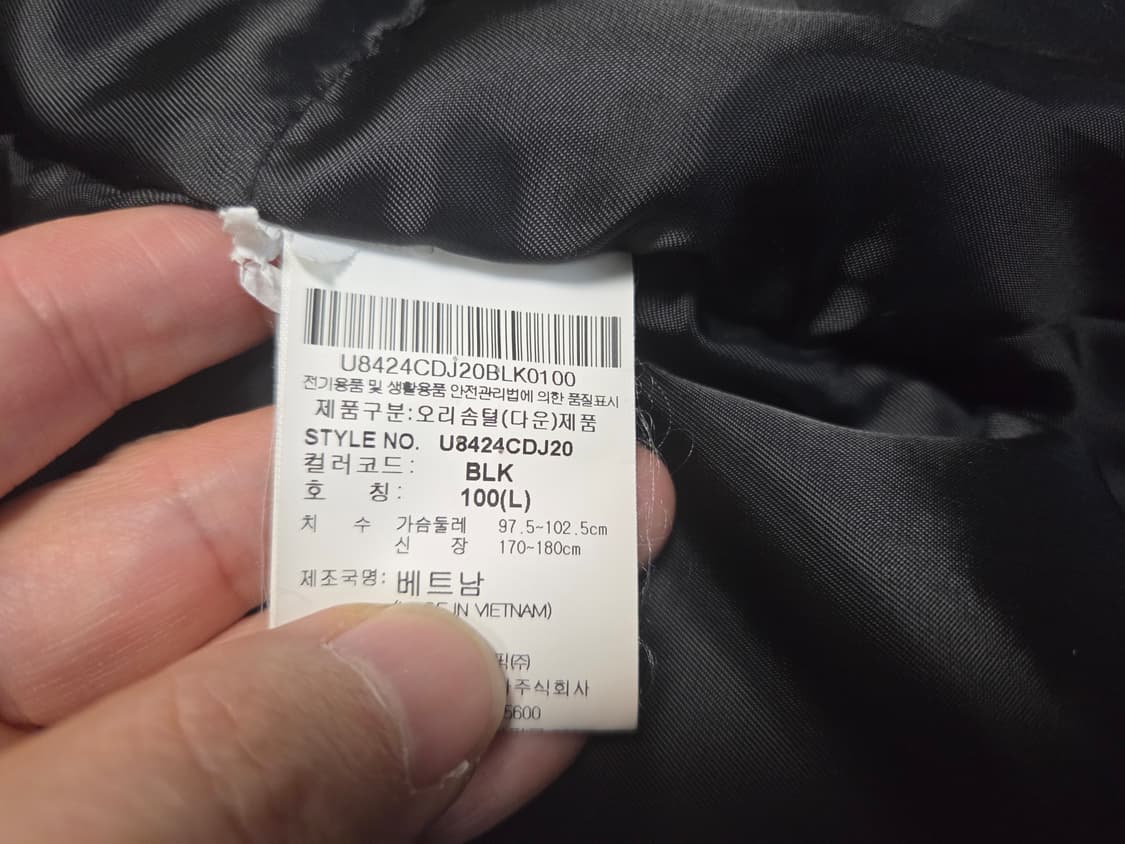 U8424CDJ20BLK0100
전기용품 및 생활용품 안전관리법에 의한 품질표시
제품구분:오리솜털(다운)제품
STYLE NO. U8424CDJ20
컬러코드: BLK
호 칭: 100(L)
치 수 가슴둘레 97.5~102.5cm
신 장 170~180cm
제조국명: 베트남
IN VIETNAM)
(주)
주식회사
5600